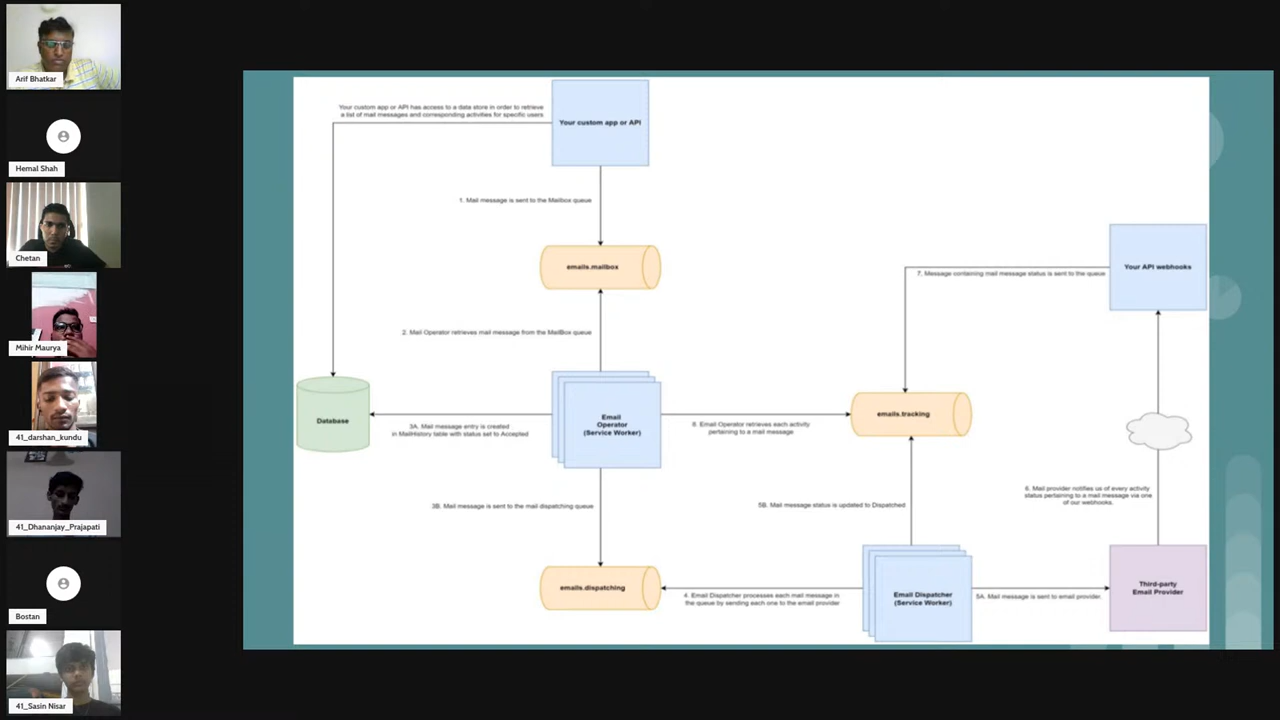 Arif Bhatkar
Hemal Shah
Chetan
Mihir Maurya
41_darshan_kundu
41_Dhananjay_Prajapati
Bostan
41_Sasin Nisar
Your custom app or API has access to a data store in order to retrieve
a list of mail messages and corresponding activities for specific users
Your custom app or API
1. Mail message is sent to the Mailbox queue
emails.mailbox
2. Mail Operator retrieves mail message from the MailBox queue
Database
3A. Mail message entry is created
in MailHistory table with status set to Accepted
Email
Operator
(Service Worker)
8. Email Operator retrieves each activity
pertaining to a mail message
emails.tracking
7. Message containing mail message status is sent to the queue
Your API webhooks
6. Mail provider notifies us of every activity
status pertaining to a mail message via one
of our webhooks.
3B. Mail message is sent to the mail dispatching queue
5B. Mail message status is updated to Dispatched
emails.dispatching
4. Email Dispatcher processes each mail message in
the queue by sending each one to the email provider
Email Dispatcher
(Service Worker)
5A. Mail message is sent to email provider.
Third-party
Email Provider